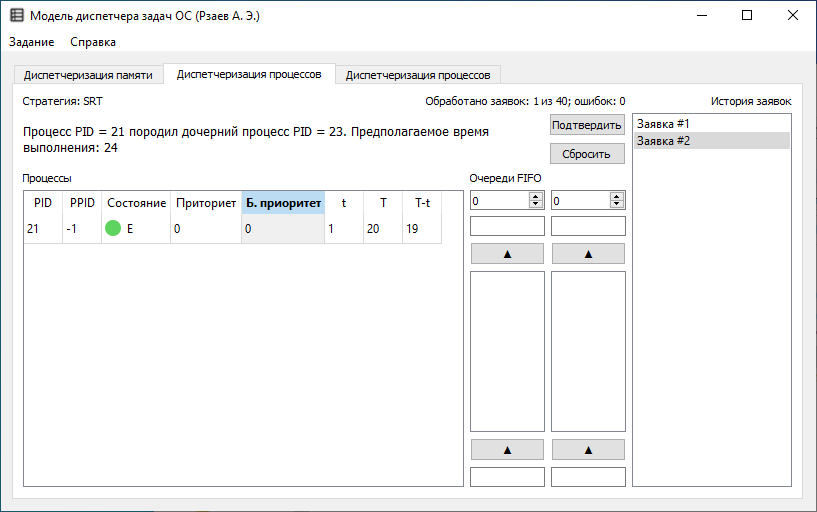 Модель диспетчера задач ОС (Рзаев А. Э.)
Задание Справка
Диспетчеризация памяти Диспетчеризация процессов Диспетчеризация процессов
Стратегия: SRT Обработано заявок: 1 из 40; ошибок: 0 История заявок
Процесс PID = 21 породил дочерний процесс PID = 23. Предполагаемое время
выполнения: 24
Подтвердить
Сбросить
Заявка #1
Заявка #2
Процессы Очереди FIFO
PID PPID Состояние Приториет Б. приоритет t T T-t
21 -1 E 0 0 1 20 19
0 0